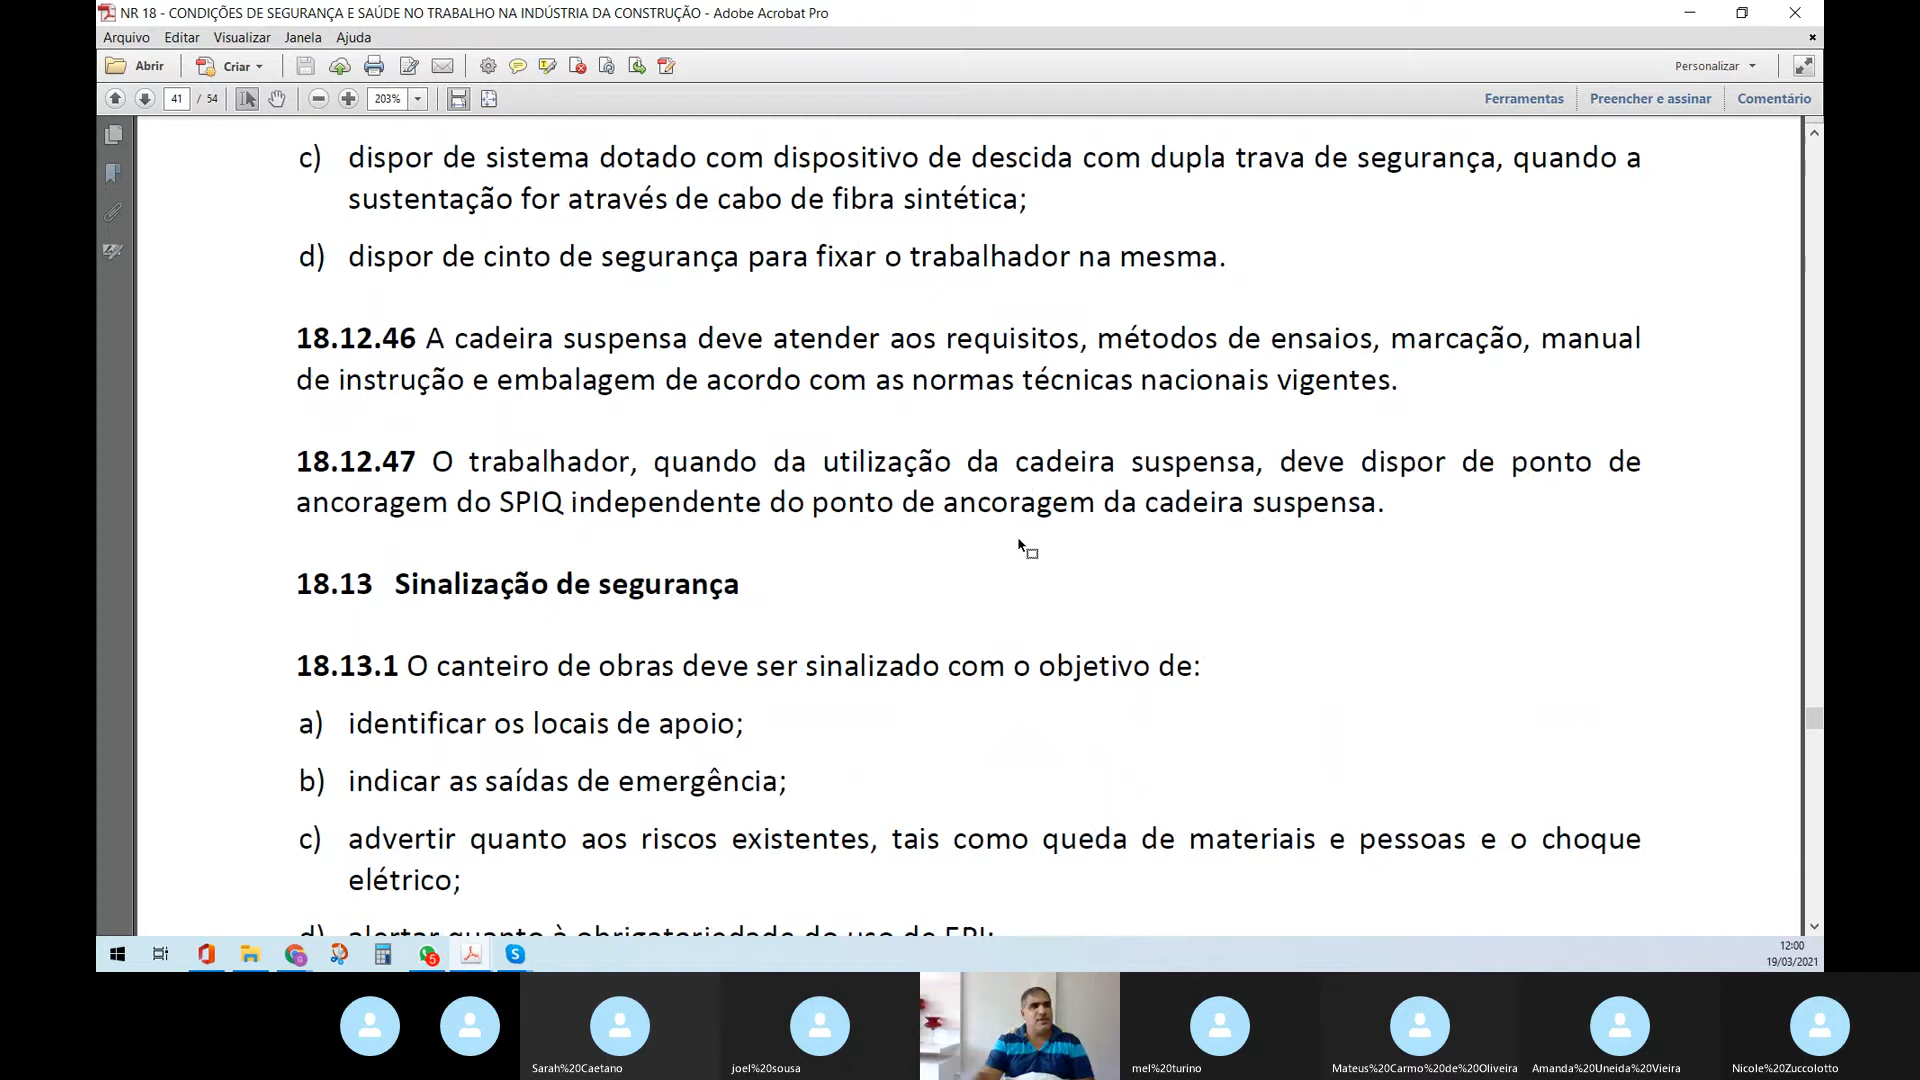 NR 18 - CONDIÇÕES DE SEGURANÇA E SAÚDE NO TRABALHO NA INDÚSTRIA DA CONSTRUÇÃO - Adobe Acrobat Pro
Arquivo Editar Visualizar Janela Ajuda
Abrir Criar Personalizar
41 / 54 203% Ferramentas Preencher e assinar Comentário
c) dispor de sistema dotado com dispositivo de descida com dupla trava de segurança, quando a
sustentação for através de cabo de fibra sintética;
d) dispor de cinto de segurança para fixar o trabalhador na mesma.
18.12.46 A cadeira suspensa deve atender aos requisitos, métodos de ensaios, marcação, manual
de instrução e embalagem de acordo com as normas técnicas nacionais vigentes.
18.12.47 O trabalhador, quando da utilização da cadeira suspensa, deve dispor de ponto de
ancoragem do SPIQ independente do ponto de ancoragem da cadeira suspensa.
18.13 Sinalização de segurança
18.13.1 O canteiro de obras deve ser sinalizado com o objetivo de:
a) identificar os locais de apoio;
b) indicar as saídas de emergência;
c) advertir quanto aos riscos existentes, tais como queda de materiais e pessoas e o choque
elétrico;
d) alertar quanto à obrigatoriedade do uso de EPI;
5
12:00
19/03/2021
Sarah%20Caetano joel%20sousa mel%20turino Mateus%20Carmo%20de%20Oliveira Amanda%20Uneida%20Vieira Nicole%20Zuccolotto